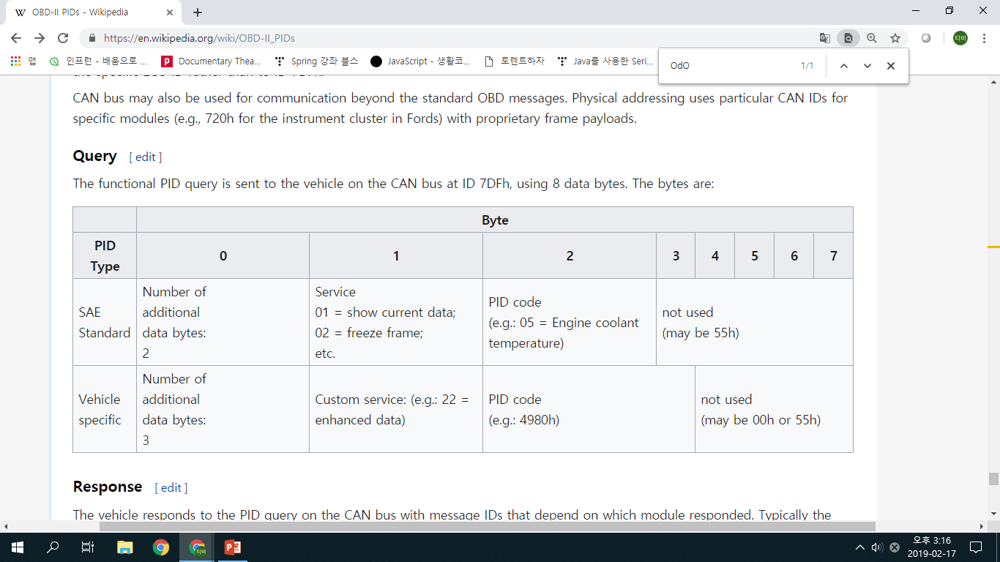 OBD-II PIDs - Wikipedia
https://en.wikipedia.org/wiki/OBD-II_PIDs
티비
앱
인프런 - 배움으로 ...
Documentary Thea...
Spring 강좌 블스
JavaScript - 생활코...
토렌트하자
Java를 사용한 Seri...
OdO
1/1
CAN bus may also be used for communication beyond the standard OBD messages. Physical addressing uses particular CAN IDs for
specific modules (e.g., 720h for the instrument cluster in Fords) with proprietary frame payloads.
Query [ edit ]
The functional PID query is sent to the vehicle on the CAN bus at ID 7DFh, using 8 data bytes. The bytes are:
Byte
PID
Type
0 1 2 3 4 5 6 7
SAE
Standard
Number of
additional
data bytes:
2
Service
01 = show current data;
02 = freeze frame;
etc.
PID code
(e.g.: 05 = Engine coolant
temperature)
not used
(may be 55h)
Vehicle
specific
Number of
additional
data bytes:
3
Custom service: (e.g.: 22 =
enhanced data)
PID code
(e.g.: 4980h)
not used
(may be 00h or 55h)
Response [ edit ]
The vehicle responds to the PID query on the CAN bus with message IDs that depend on which module responded. Typically the
티비
오후 3:16
2019-02-17